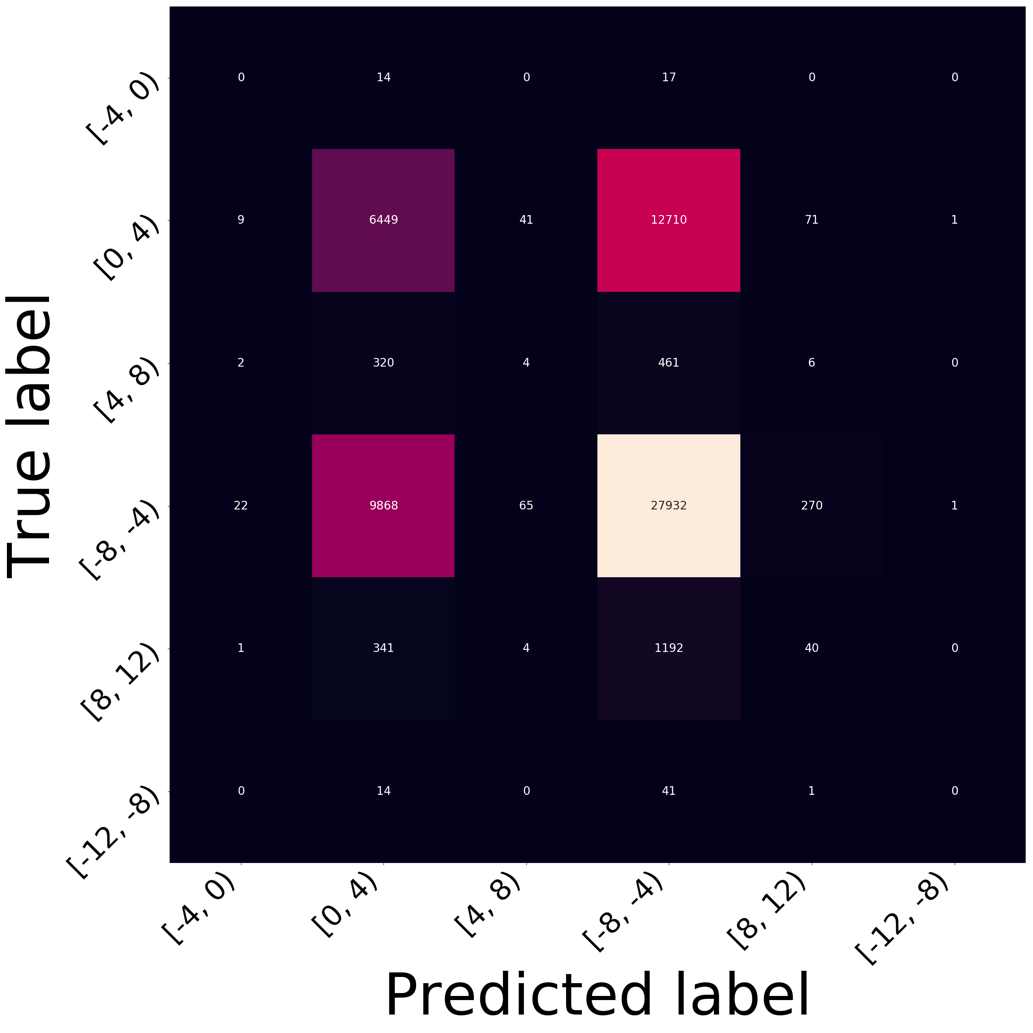 True label
[-4, 0) 0 14 0 17 0 0
[0, 4) 9 6449 41 12710 71 1
[4, 8) 2 320 4 461 6 0
[-8, -4) 22 9868 65 27932 270 1
[8, 12) 1 341 4 1192 40 0
[-12, -8) 0 14 0 41 1 0
[-4, 0) [0, 4) [4, 8) [-8, -4) [8, 12) [-12, -8)
Predicted label